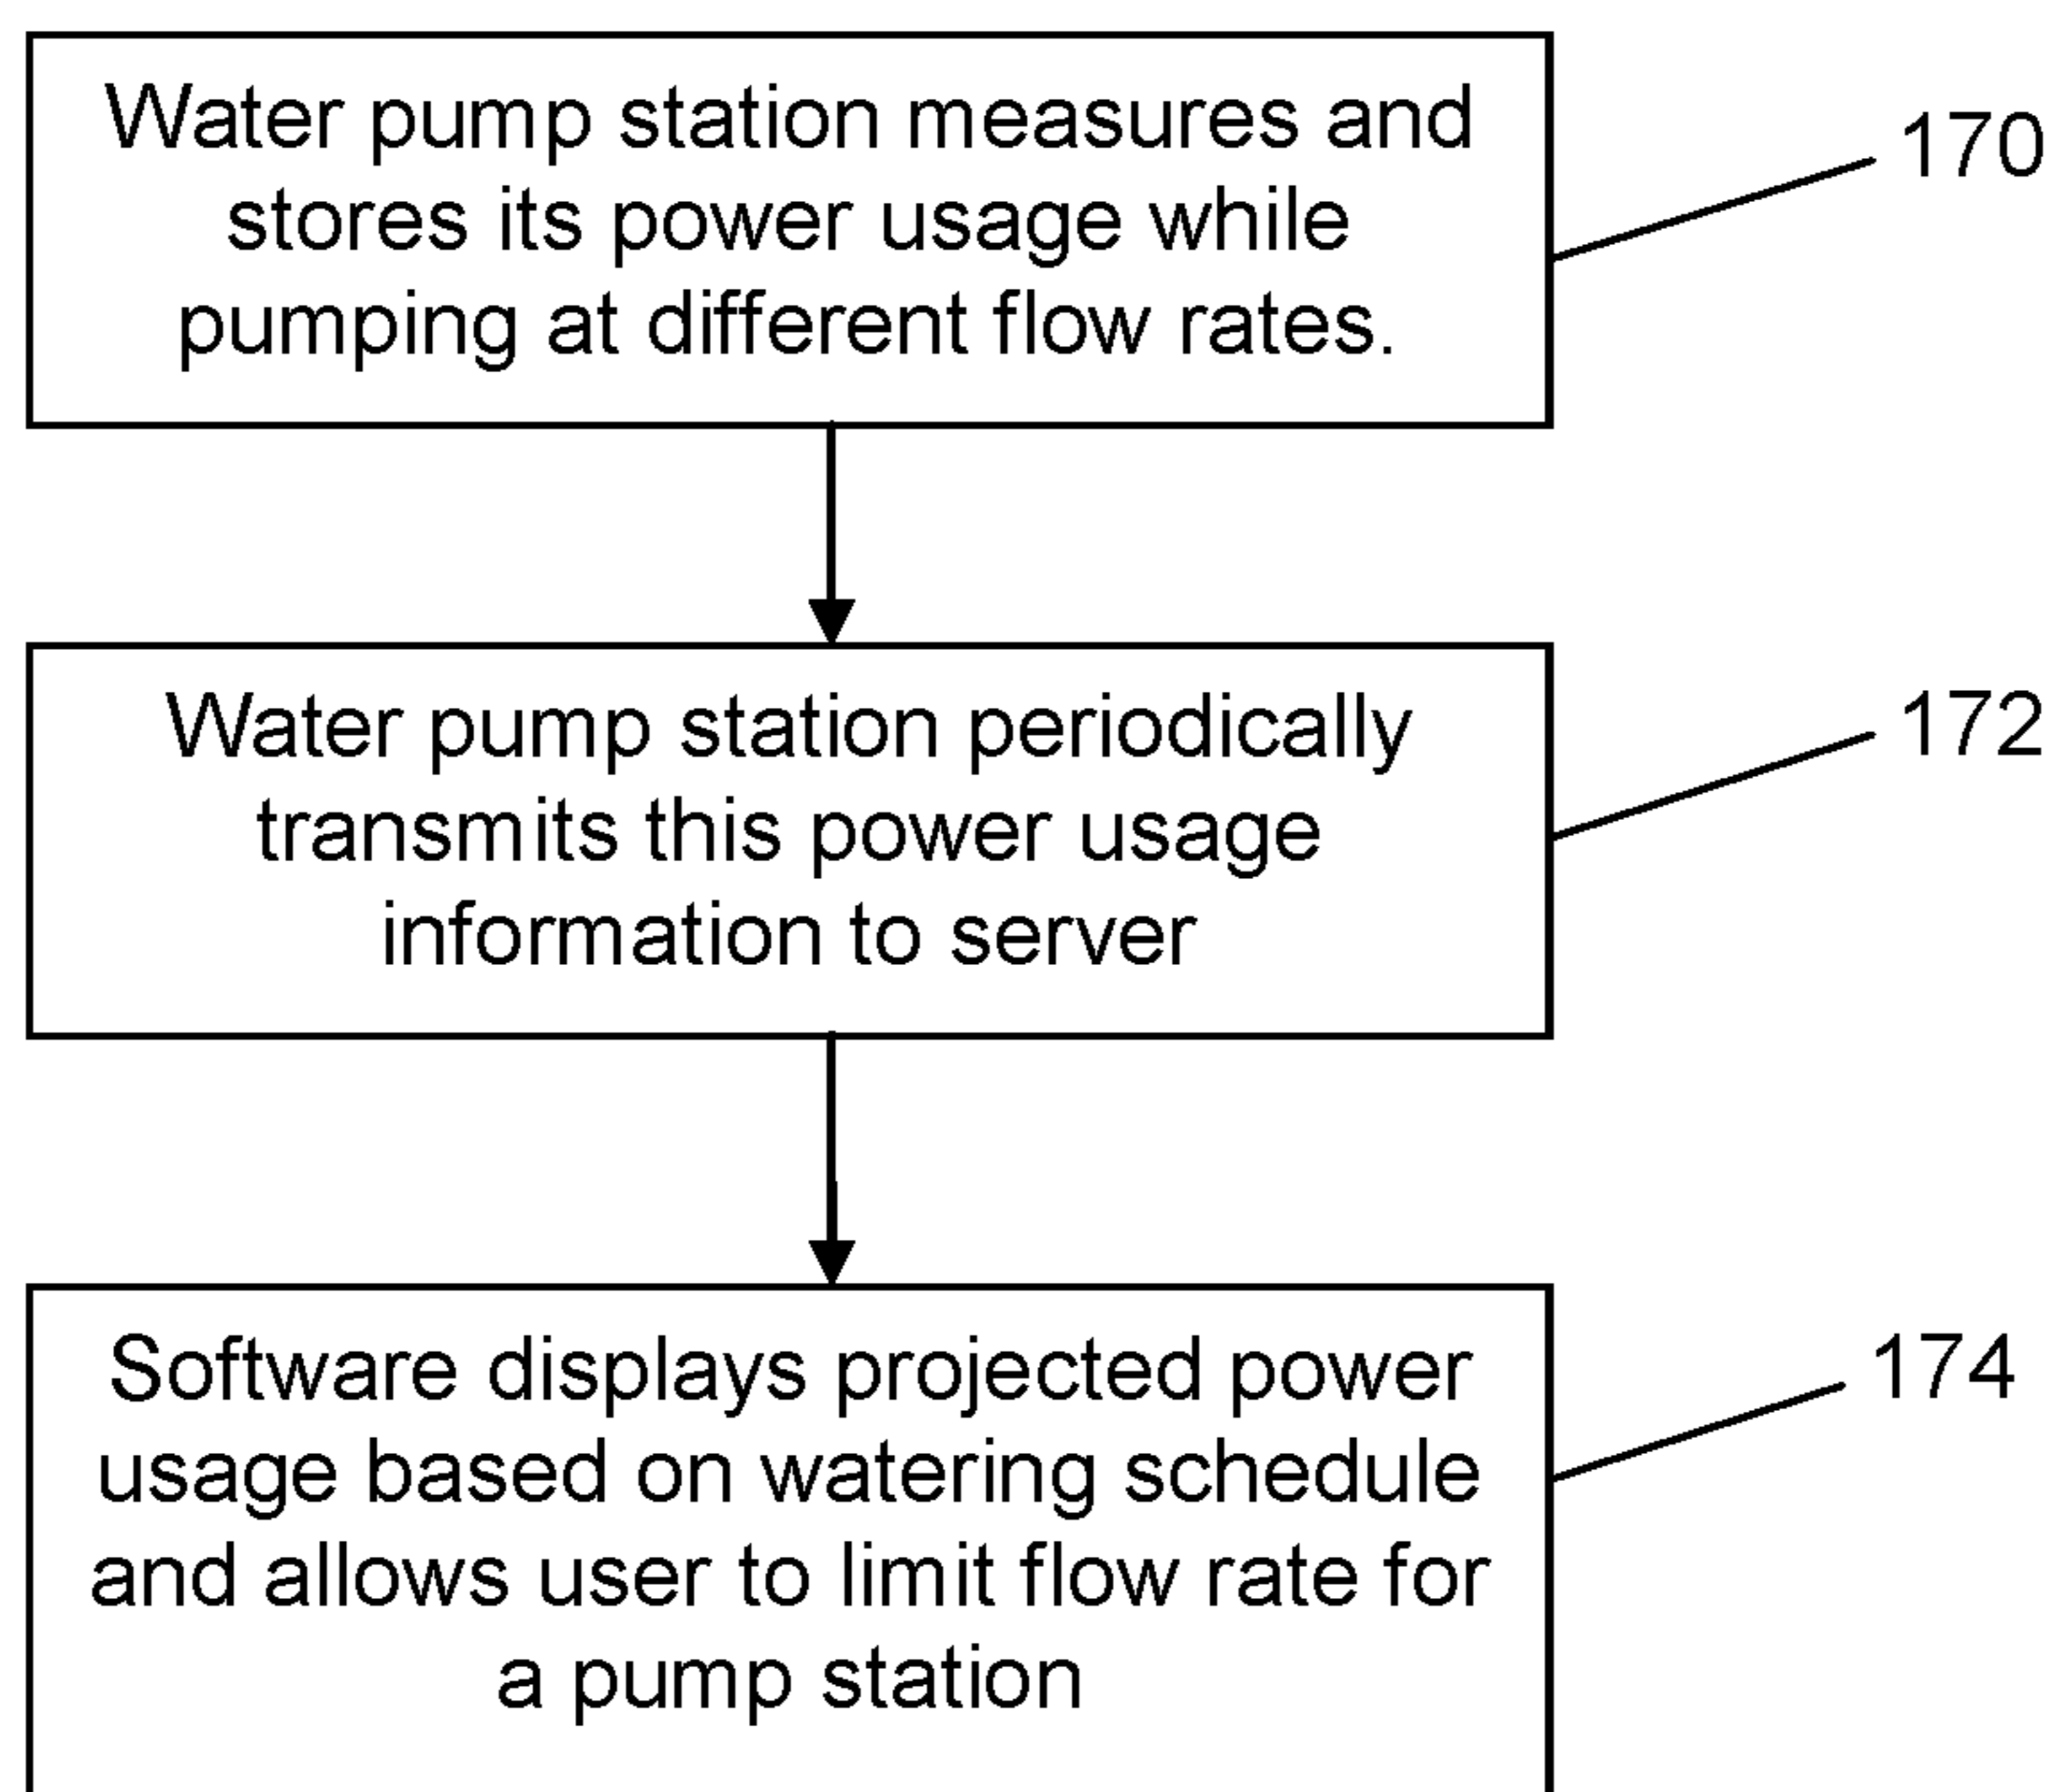 Water pump station measures and
stores its power usage while
pumping at different flow rates.
170
Water pump station periodically
transmits this power usage
information to server
172
Software displays projected power
usage based on watering schedule
and allows user to limit flow rate for
a pump station
174